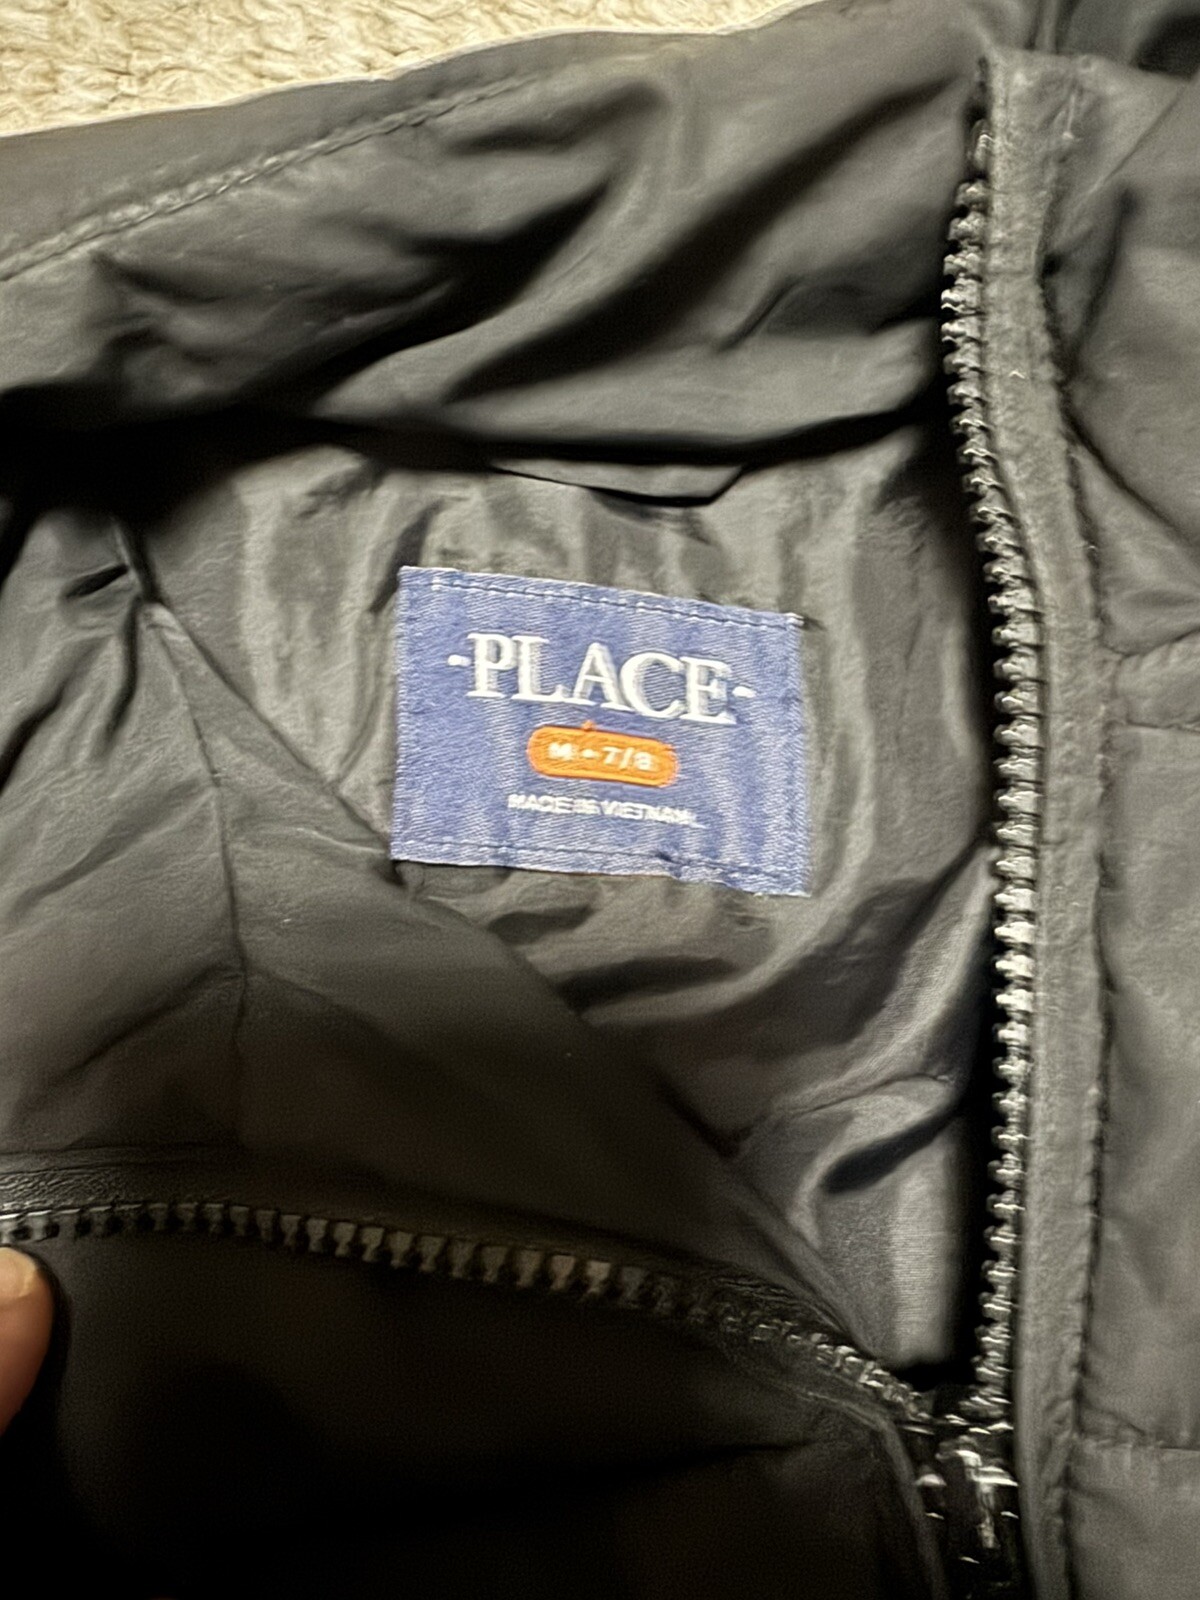 -PLACE-
M • 7/8
MADE IN VIETNAM